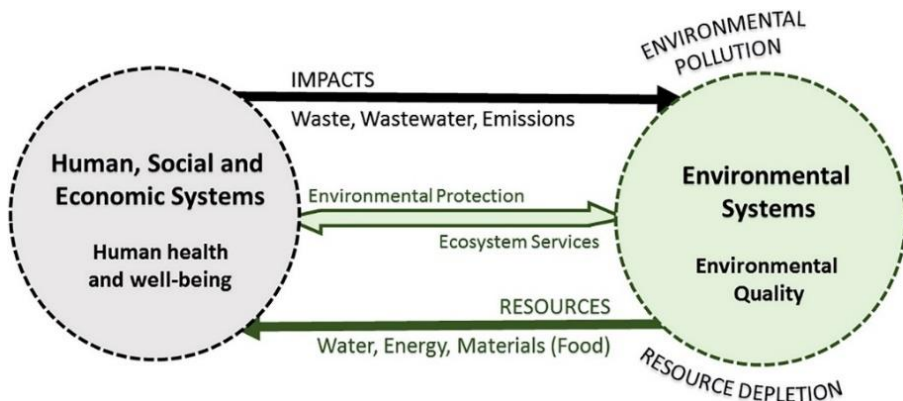 ENVIRONMENTAL
POLLUTION
IMPACTS
Waste, Wastewater, Emissions
Human, Social and
Economic Systems
Human health
and well-being
Environmental Protection
Ecosystem Services
Environmental
Systems
Environmental
Quality
RESOURCES
Water, Energy, Materials (Food)
RESOURCE DEPLETION